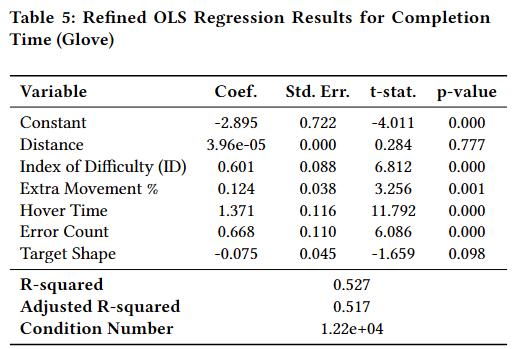 Table 5: Refined OLS Regression Results for Completion
Time (Glove)
Variable Coef. Std. Err. t-stat. p-value
Constant -2.895 0.722 -4.011 0.000
Distance 3.96e-05 0.000 0.284 0.777
Index of Difficulty (ID) 0.601 0.088 6.812 0.000
Extra Movement % 0.124 0.038 3.256 0.001
Hover Time 1.371 0.116 11.792 0.000
Error Count 0.668 0.110 6.086 0.000
Target Shape -0.075 0.045 -1.659 0.098
R-squared 0.527
Adjusted R-squared 0.517
Condition Number 1.22e+04